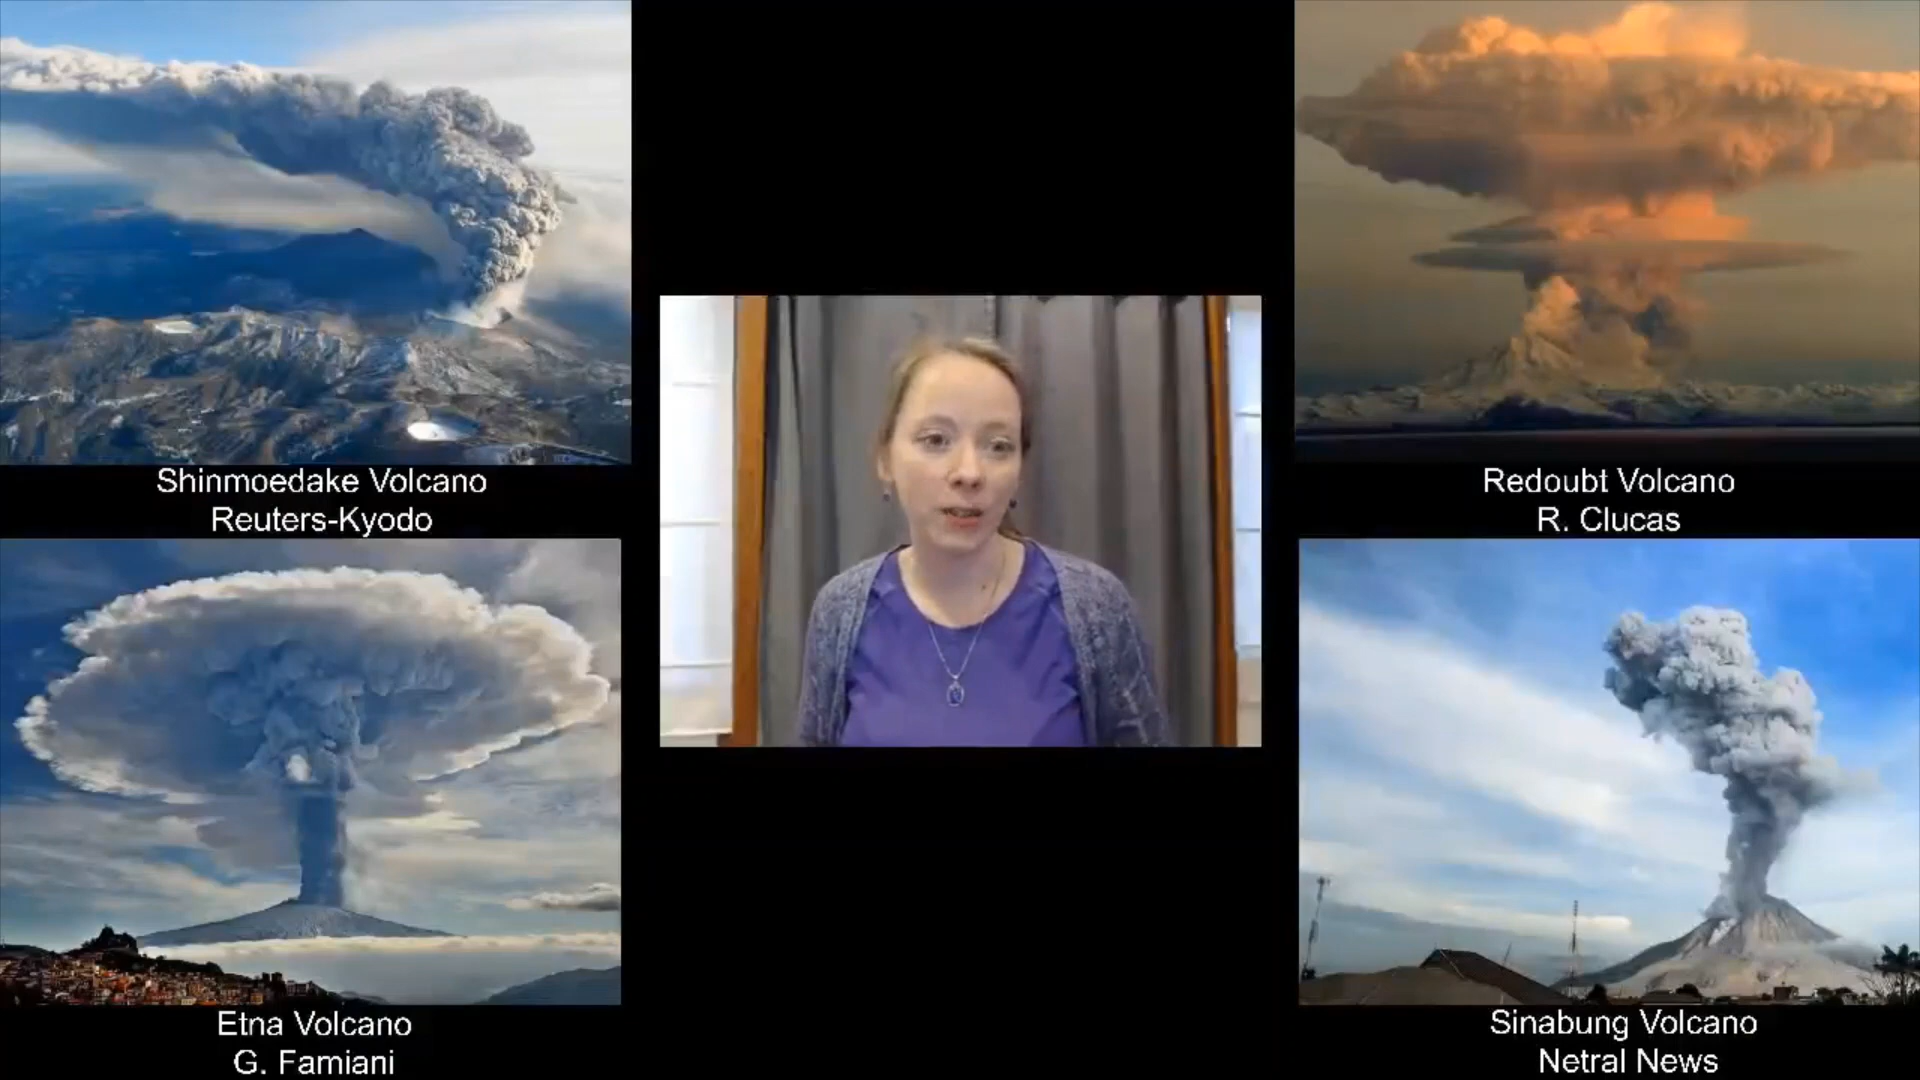 Shinmoedake Volcano
Reuters-Kyodo
Redoubt Volcano
R. Clucas
Etna Volcano
G. Famiani
Sinabung Volcano
Netral News